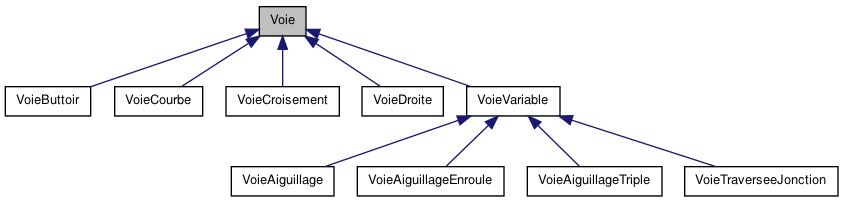 Voie
VoieButtoir VoieCourbe VoieCroisement VoieDroite VoieVariable
VoieAiguillage VoieAiguillageEnroule VoieAiguillageTriple VoieTraverseeJonction